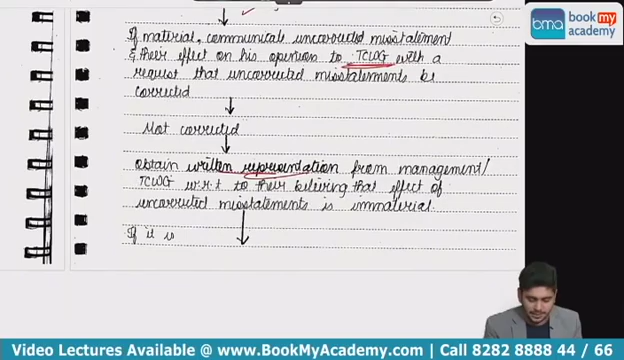 If material, communicate uncorrected misstatement
& their effect on his opinion to TCWG with a
request that uncorrected misstatements be
corrected
Not corrected
Obtain written representation from management/
TCWG w.r.t to their believing that effect of
uncorrected misstatements is immaterial.
If it is
bma
book my
academy
Video Lectures Available @ www.BookMyAcademy.com | Call 8282 8888 44 / 66